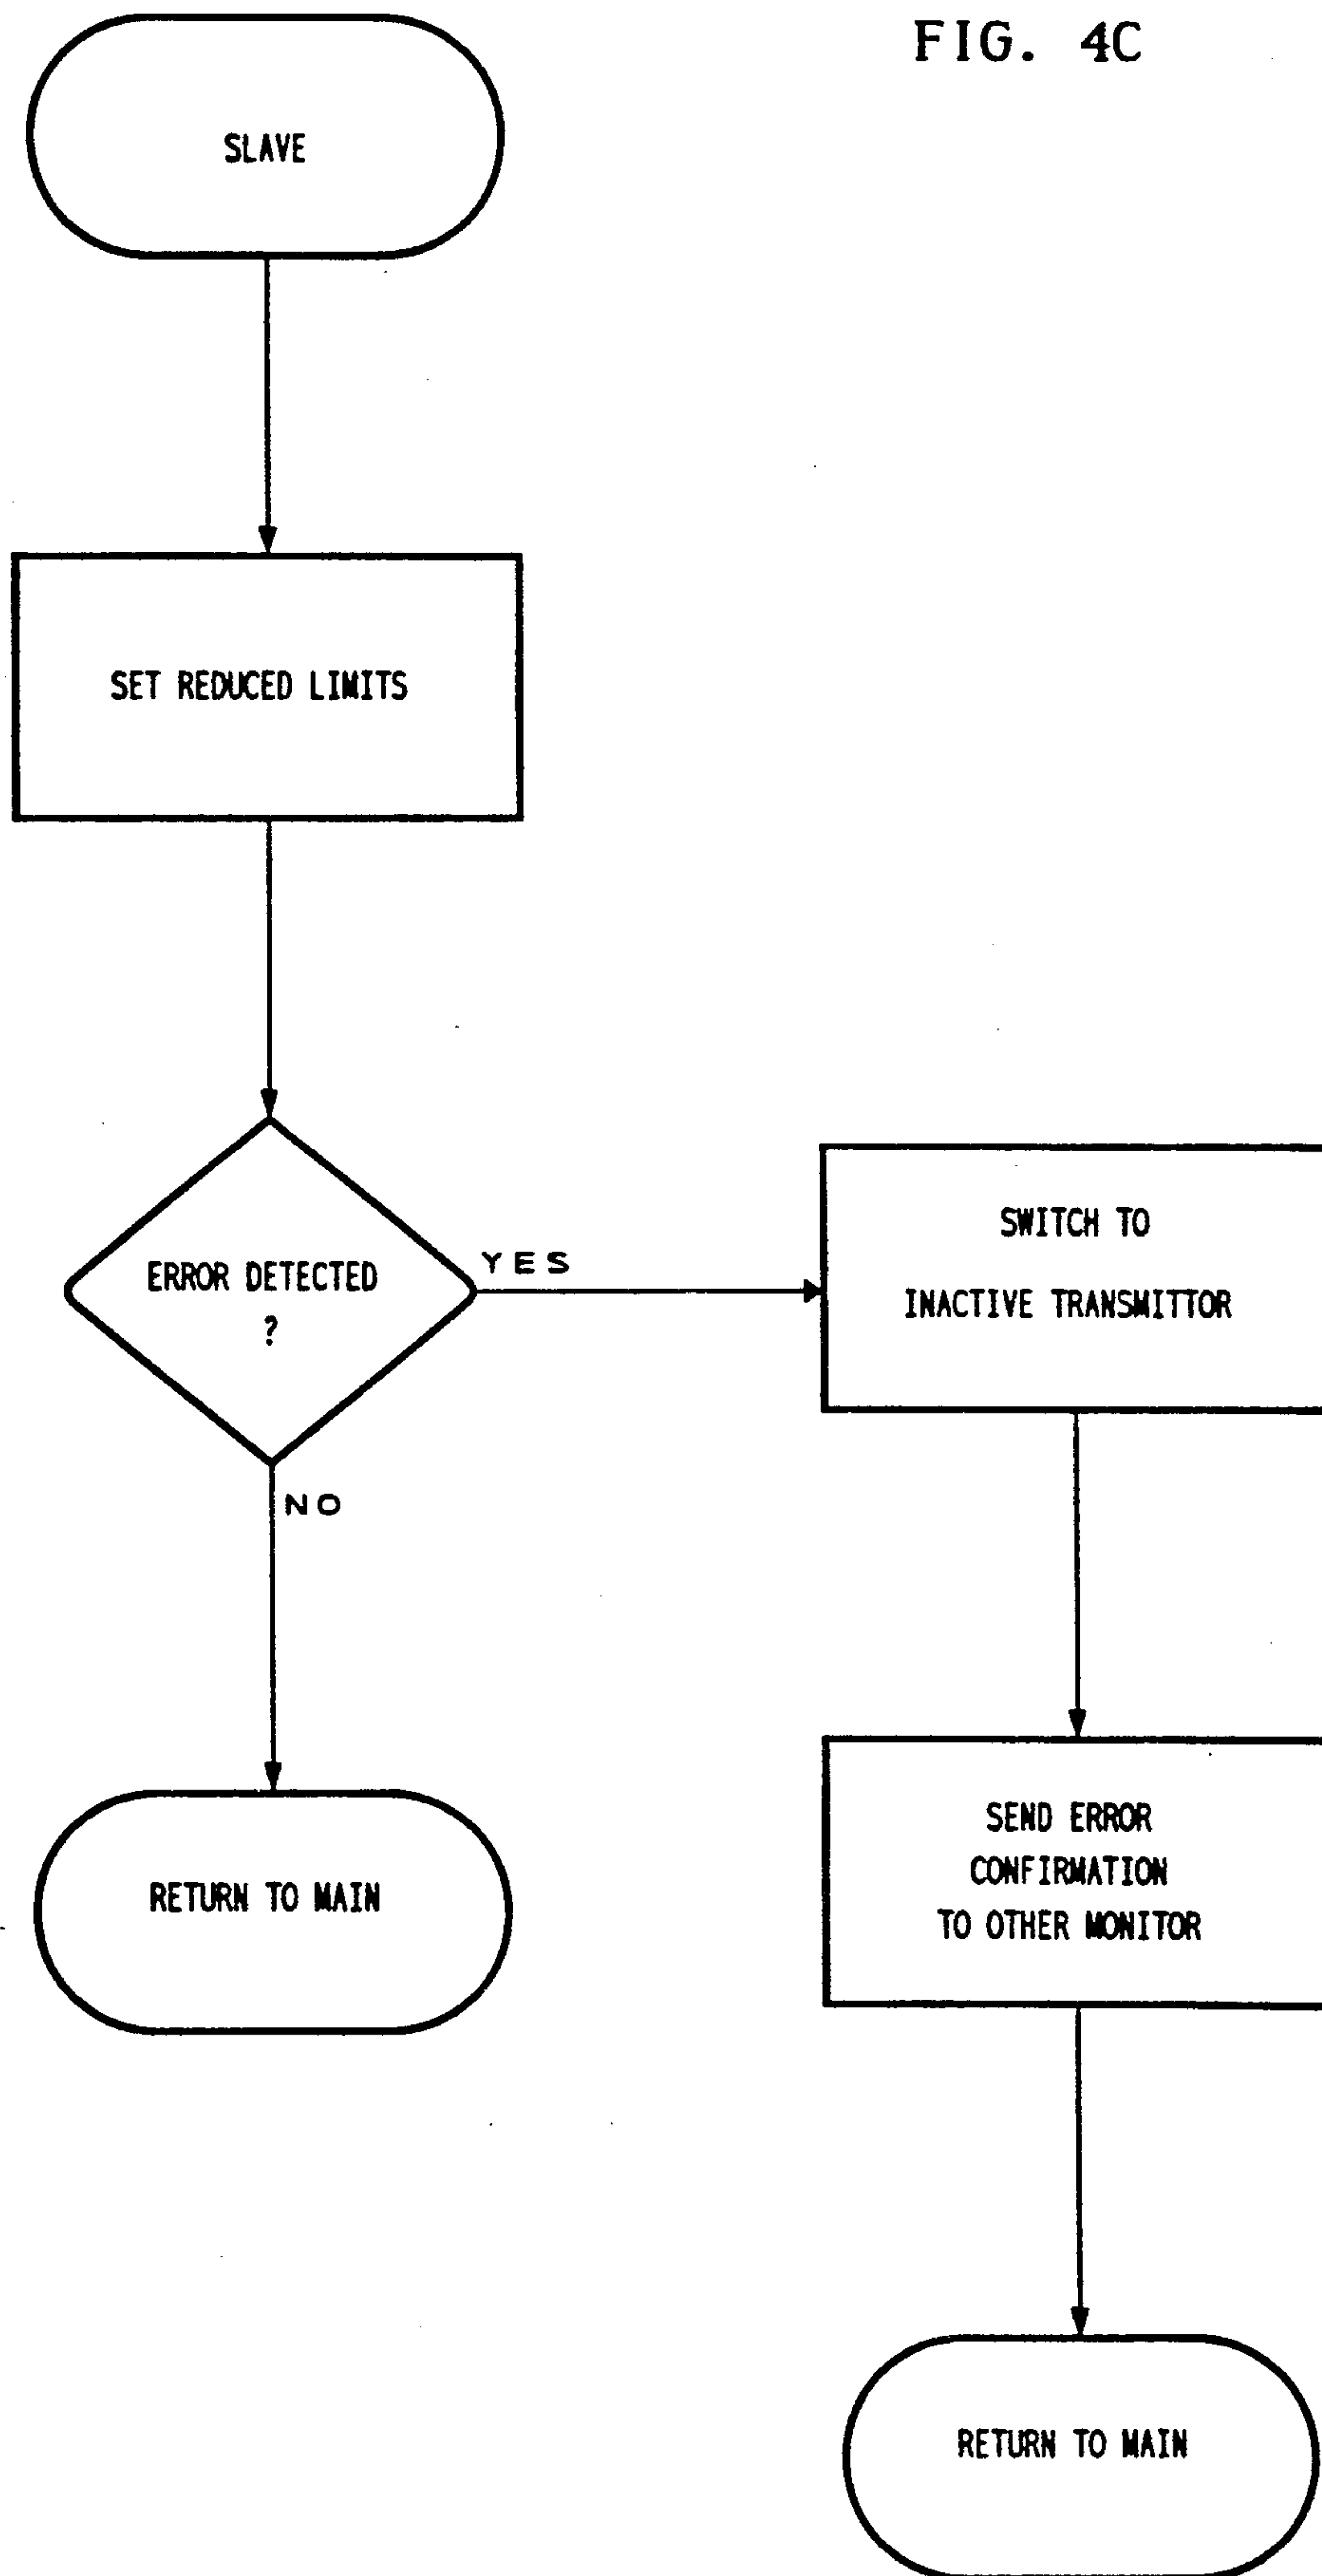 FIG. 4C
SLAVE
SET REDUCED LIMITS
ERROR DETECTED
?
YES
NO
SWITCH TO
INACTIVE TRANSMITTOR
SEND ERROR
CONFIRMATION
TO OTHER MONITOR
RETURN TO MAIN
RETURN TO MAIN